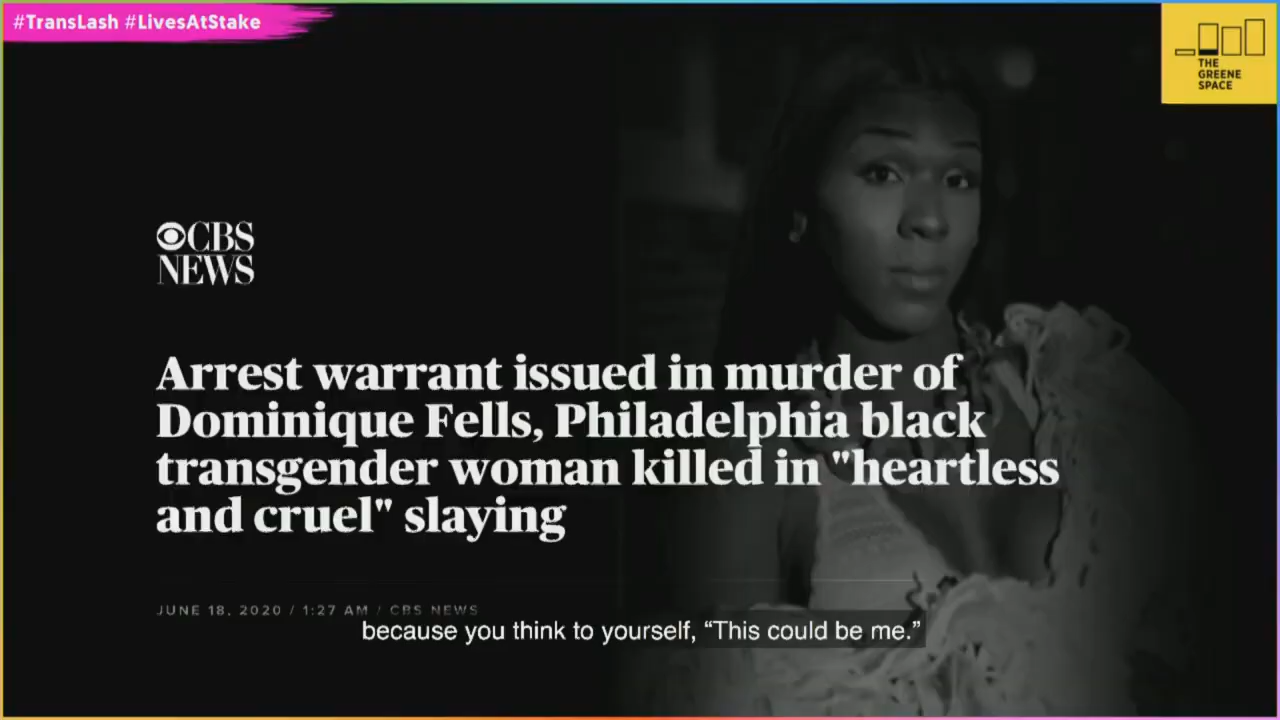 #TransLash #LivesAtStake
THE
GREENE
SPACE
CBS
NEWS
Arrest warrant issued in murder of
Dominique Fells, Philadelphia black
transgender woman killed in "heartless
and cruel" slaying
JUNE 18, 2020 / 1:27 AM / CBS NEWS
because you think to yourself, “This could be me.”